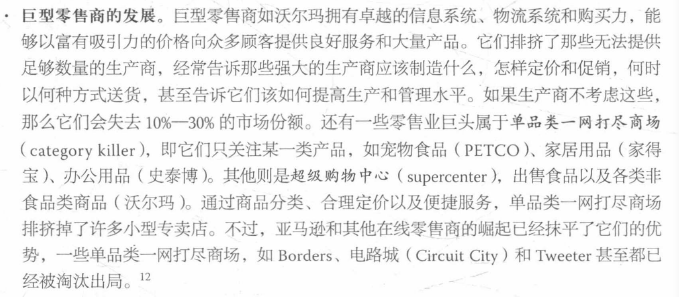 · 巨型零售商的发展。巨型零售商如沃尔玛拥有卓越的信息系统、物流系统和购买力，能
够以富有吸引力的价格向众多顾客提供良好服务和大量产品。它们排挤了那些无法提供
足够数量的生产商，经常告诉那些强大的生产商应该制造什么，怎样定价和促销，何时
以何种方式送货，甚至告诉它们该如何提高生产和管理水平。如果生产商不考虑这些，
那么它们会失去 10%—30% 的市场份额。还有一些零售业巨头属于单品类一网打尽商场
（category killer），即它们只关注某一类产品，如宠物食品（PETCO）、家居用品（家得
宝）、办公用品（史泰博）。其他则是超级购物中心（supercenter），出售食品以及各类非
食品类商品（沃尔玛）。通过商品分类、合理定价以及便捷服务，单品类一网打尽商场
排挤掉了许多小型专卖店。不过，亚马逊和其他在线零售商的崛起已经抹平了它们的优
势，一些单品类一网打尽商场，如 Borders、电路城（Circuit City）和 Tweeter 甚至都已
经被淘汰出局。12